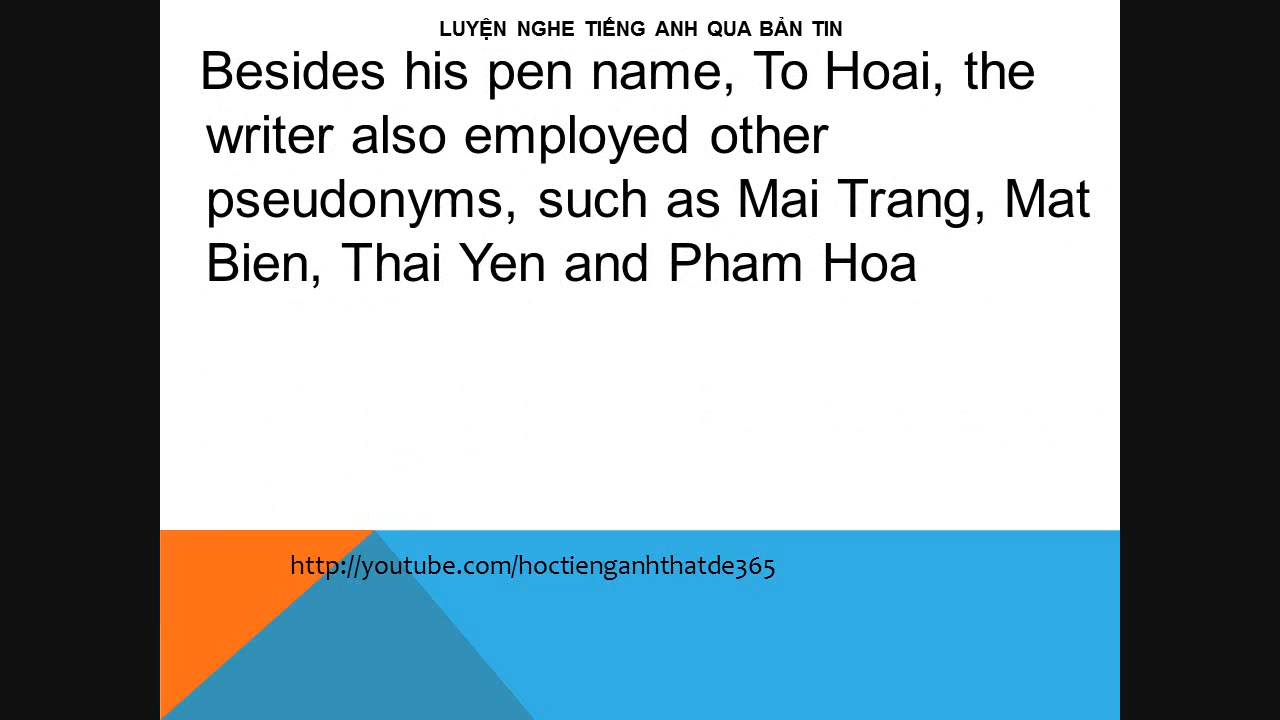 LUYỆN NGHE TIẾNG ANH QUA BẢN TIN
Besides his pen name, To Hoai, the
writer also employed other
pseudonyms, such as Mai Trang, Mat
Bien, Thai Yen and Pham Hoa
http://youtube.com/hoctienganhthatde365